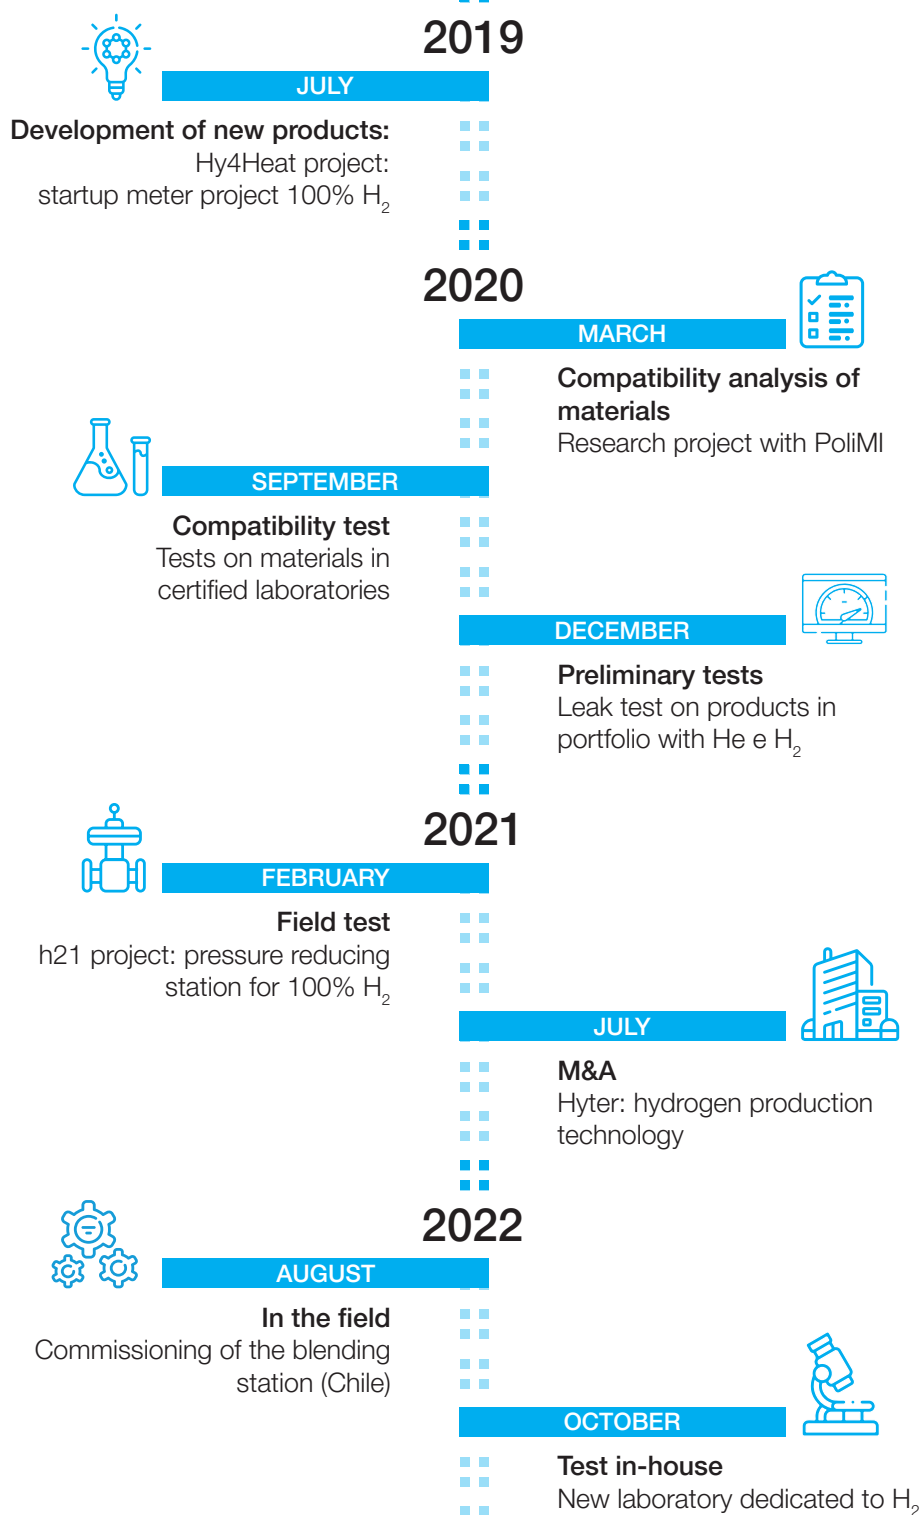 2019
JULY
Development of new products:
Hy4Heat project:
startup meter project 100% H₂
2020
MARCH
Compatibility analysis of
materials
Research project with PoliMI
SEPTEMBER
Compatibility test
Tests on materials in
certified laboratories
DECEMBER
Preliminary tests
Leak test on products in
portfolio with He e H₂
2021
FEBRUARY
Field test
h21 project: pressure reducing
station for 100% H₂
JULY
M&A
Hyter: hydrogen production
technology
2022
AUGUST
In the field
Commissioning of the blending
station (Chile)
OCTOBER
Test in-house
New laboratory dedicated to H₂